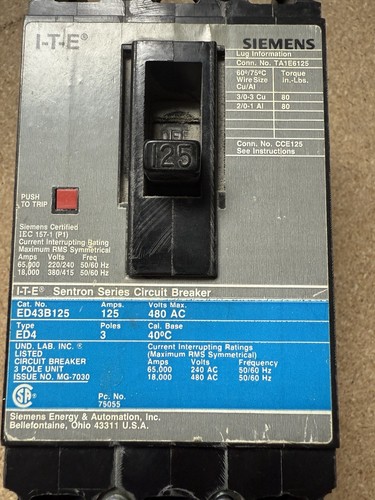 I-T-E®
SIEMENS
Lug Information
Conn. No. TA1E6125
60º/75ºC Torque
Wire Size in.-Lbs.
Cu/Al
3/0-3 Cu 80
2/0-1 Al 80
Conn. No. CCE125
See Instructions
OFF
125
PUSH
TO TRIP
Siemens Certified
IEC 157-1 (P1)
Current Interrupting Rating
Maximum RMS Symmetrical
Amps Volts Freq
65,000 220/240 50/60 Hz
18,000 380/415 50/60 Hz
I-T-E® Sentron Series Circuit Breaker
Cat. No. Amps. Volts Max.
ED43B125 125 480 AC
Type Poles Cal. Base
ED4 3 40ºC
UND. LAB. INC.® Current Interrupting Ratings
LISTED (Maximum RMS Symmetrical)
CIRCUIT BREAKER Amps Volts Frequency
3 POLE UNIT 65,000 240 AC 50/60 Hz
ISSUE NO. MG-7030 18,000 480 AC 50/60 Hz
SA®
Pc. No.
75055
Siemens Energy & Automation, Inc.
Bellefontaine, Ohio 43311 U.S.A.